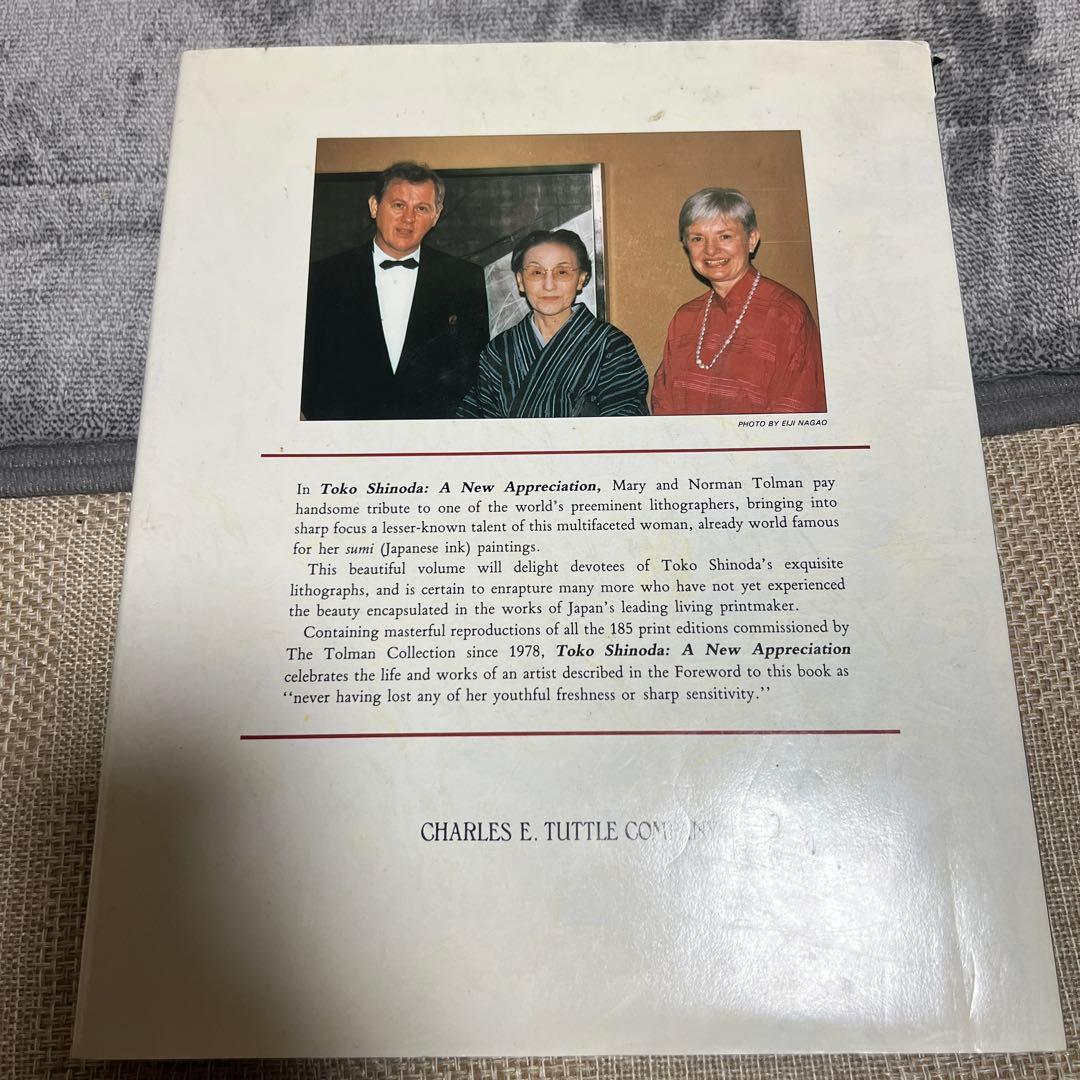 PHOTO BY EIJI NAGAO
In Toko Shinoda: A New Appreciation, Mary and Norman Tolman pay
handsome tribute to one of the world's preeminent lithographers, bringing into
sharp focus a lesser-known talent of this multifaceted woman, already world famous
for her sumi (Japanese ink) paintings.
This beautiful volume will delight devotees of Toko Shinoda's exquisite
lithographs, and is certain to enrapture many more who have not yet experienced
the beauty encapsulated in the works of Japan's leading living printmaker.
Containing masterful reproductions of all the 185 print editions commissioned by
The Tolman Collection since 1978, Toko Shinoda: A New Appreciation
celebrates the life and works of an artist described in the Foreword to this book as
“never having lost any of her youthful freshness or sharp sensitivity.”
CHARLES E. TUTTLE COMPANY